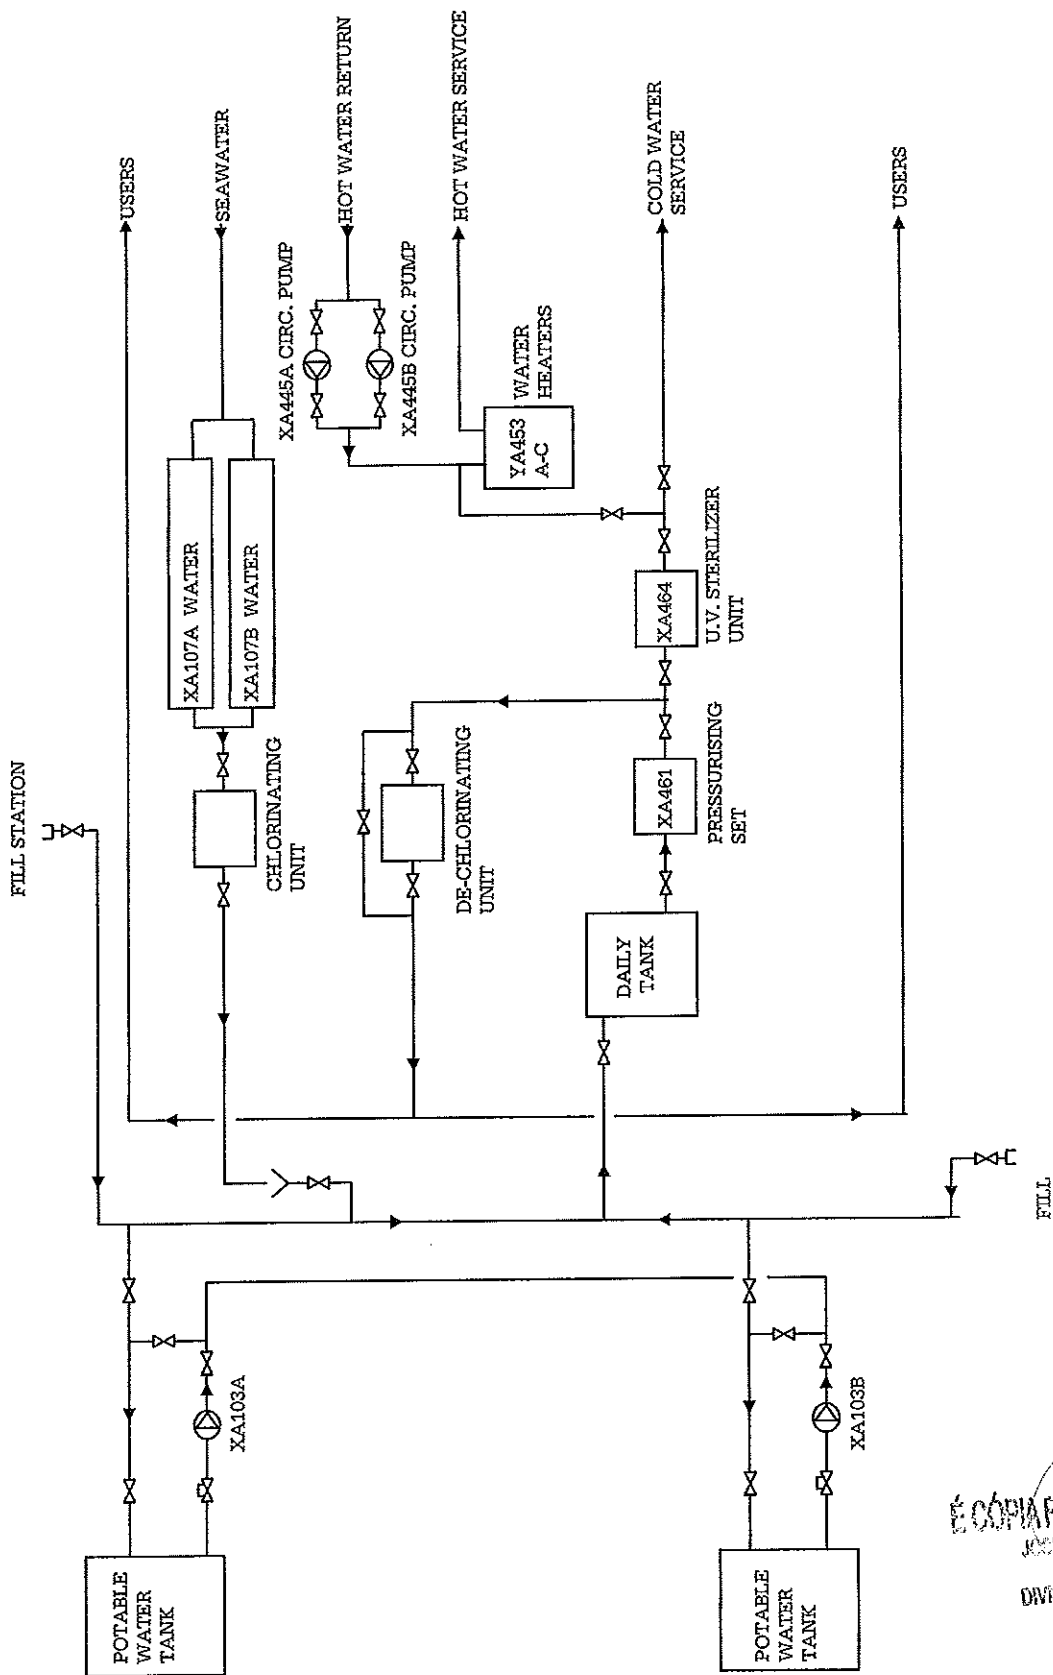 FILL STATION
USERS
SEAWATER
XA107A WATER
XA107B WATER
CHLORINATING
UNIT
HOT WATER RETURN
XA445A CIRC. PUMP
XA445B CIRC. PUMP
HOT WATER SERVICE
WATER
HEATERS
YA453
A-C
DE-CHLORINATING
UNIT
COLD WATER
SERVICE
XA464
U.V. STERILIZER
UNIT
XA461
PRESSURISING
SET
DAILY
TANK
USERS
FILL
XA103A
XA103B
POTABLE
WATER
TANK
POTABLE
WATER
TANK
É CÓPIA